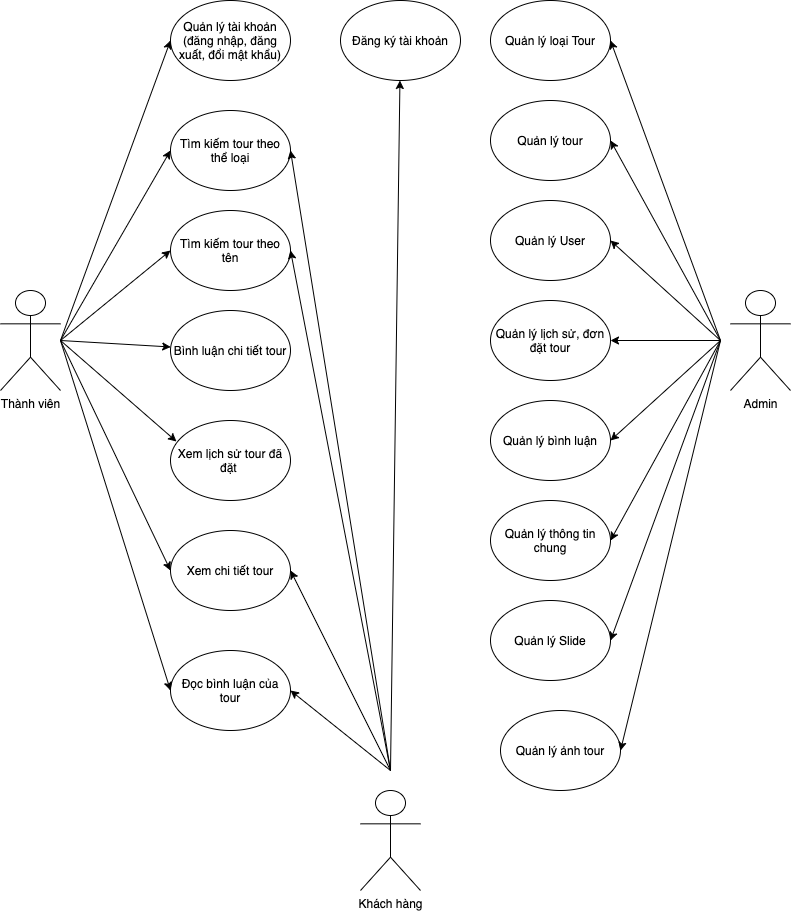 Quản lý tài khoản
(đăng nhập, đăng
xuất, đổi mật khẩu)
Đăng ký tài khoản
Quản lý loại Tour
Tìm kiếm tour theo
thể loại
Quản lý tour
Tìm kiếm tour theo
tên
Quản lý User
Bình luận chi tiết tour
Quản lý lịch sử, đơn
đặt tour
Thành viên
Admin
Xem lịch sử tour đã
đặt
Quản lý bình luận
Xem chi tiết tour
Quản lý thông tin
chung
Đọc bình luận của
tour
Quản lý Slide
Quản lý ảnh tour
Khách hàng